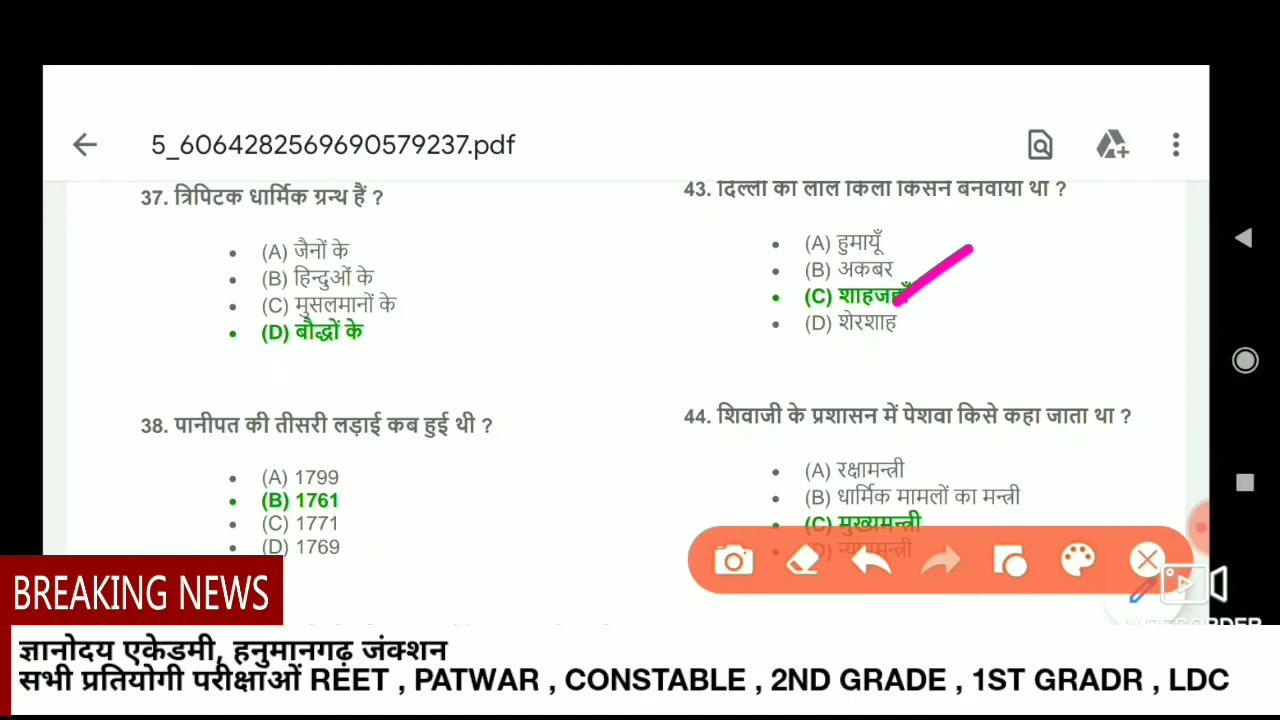 5_6064282569690579237.pdf
37. त्रिपिटक धार्मिक ग्रन्थ हैं ?
(A) जैनों के
(B) हिन्दुओं के
(C) मुसलमानों के
(D) बौद्धों के
38. पानीपत की तीसरी लड़ाई कब हुई थी ?
(A) 1799
(B) 1761
(C) 1771
(D) 1769
43. दिल्ली का लाल किला किसने बनवाया था ?
(A) हुमायूँ
(B) अकबर
(C) शाहजहाँ
(D) शेरशाह
44. शिवाजी के प्रशासन में पेशवा किसे कहा जाता था ?
(A) रक्षामन्त्री
(B) धार्मिक मामलों का मन्त्री
(C) मुख्यमन्त्री
(D) न्यायमन्त्री
BREAKING NEWS
ज्ञानोदय एकेडमी, हनुमानगढ़ जंक्शन
सभी प्रतियोगी परीक्षाओं REET , PATWAR , CONSTABLE , 2ND GRADE , 1ST GRADR , LDC